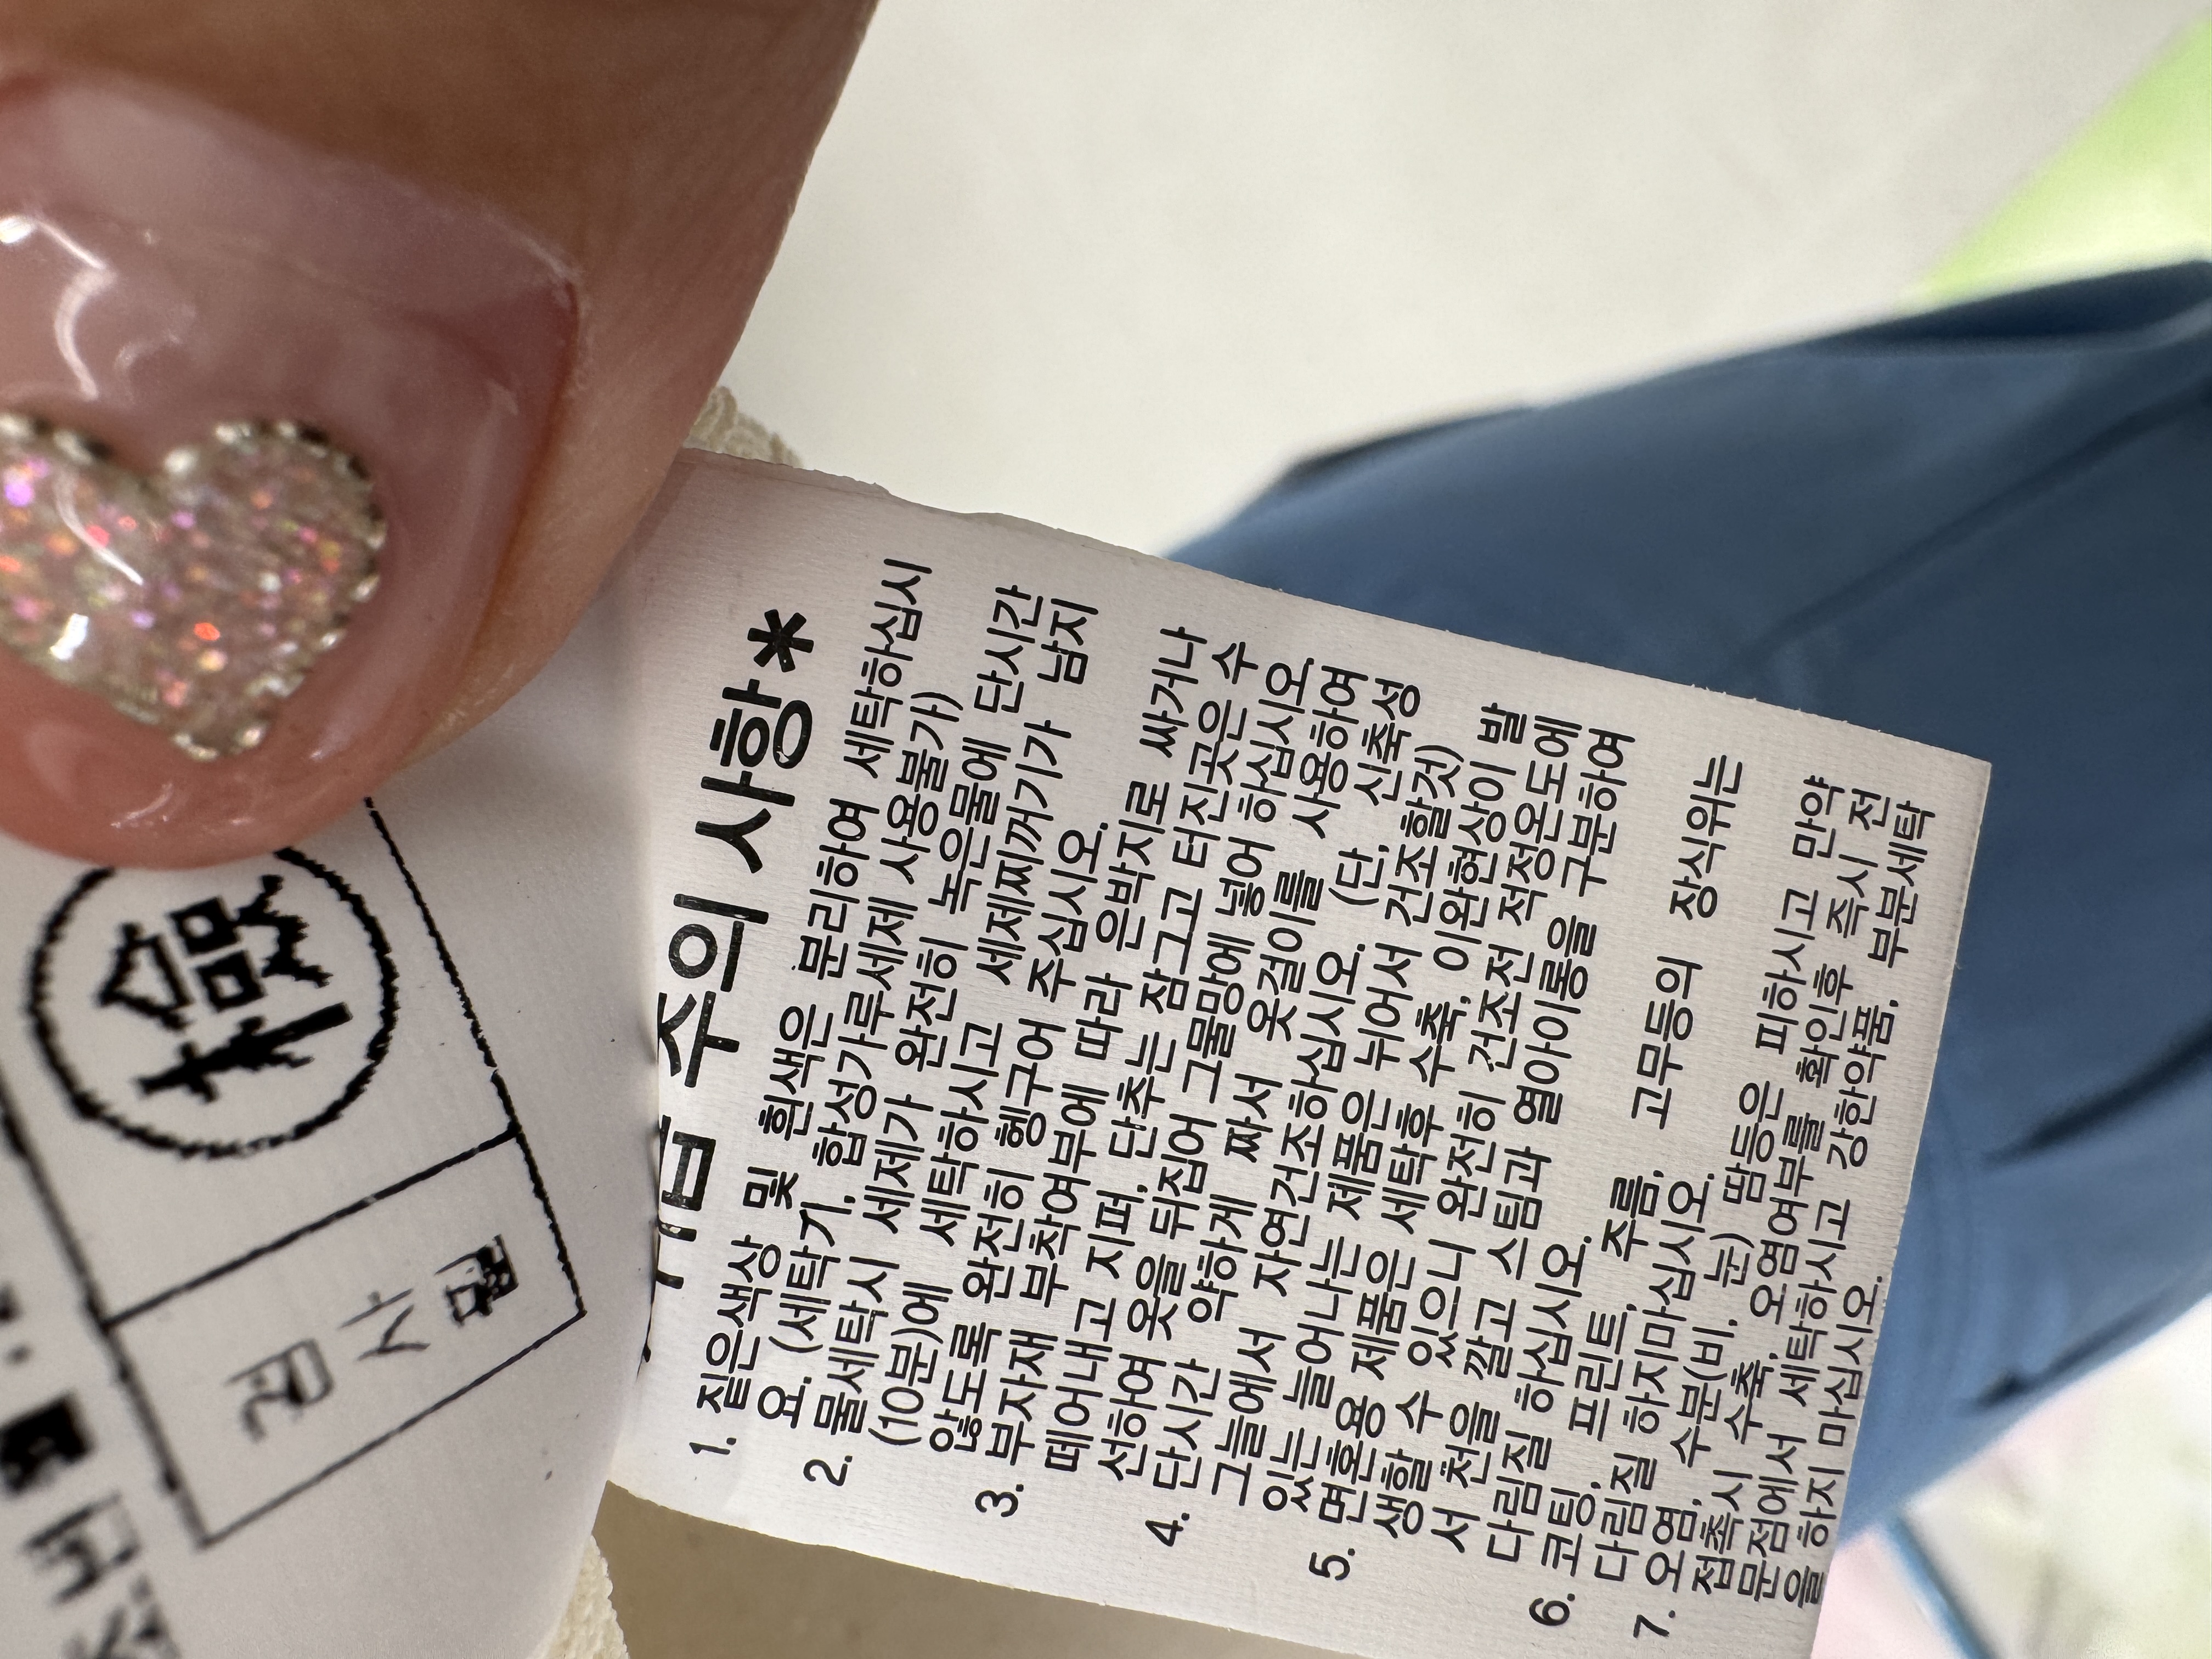 취급 주의 사항*
1. 짙은색상 및 흰색은 분리하여 세탁하십시
요. (세탁기, 합성가루세제 사용불가)
2. 물세탁시 세제가 완전히 녹은물에 단시간
(10분)에 세탁하시고 세제찌꺼기가 남지
않도록 완전히 헹구어 주십시오.
3. 부자재 부착여부에 따라 은박지로 싸거나
떼어내고 지퍼, 단추는 잠그고 터진곳은 수
선하여 옷을 뒤집어 그물망에 넣어 하십시오.
4. 단시간 약하게 짜서 옷걸이를 사용하여
그늘에서 자연건조하십시오. (단, 신축성
있는 늘어나는 제품은 뉘어서 건조할것)
5. 면혼용 제품은 세탁후 수축, 이완현상이 발
생할 수 있으니 완전히 건조전 적정온도에
서 천을 깔고 스팀과 열아이롱을 구분하여
다림질 하십시오.
6. 코팅, 프린트, 주름, 고무등의 장식위는
다림질 하지마십시오.
7. 오염, 수분(비, 눈) 땀등은 피하시고 만약
접촉시 수축, 오염여부를 확인후 즉시 전
문점에서 세탁하시고 강한약품, 부분세탁
을 하지 마십시오.